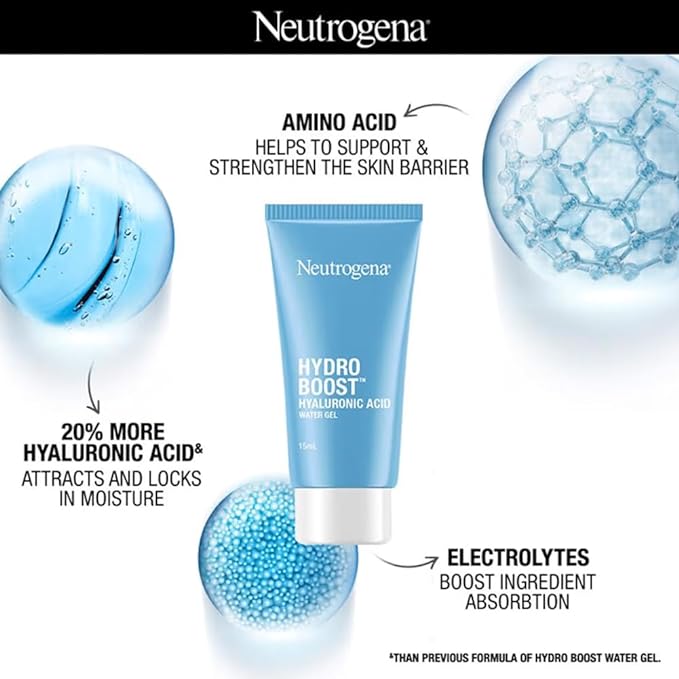 Neutrogena®
AMINO ACID
HELPS TO SUPPORT &
STRENGTHEN THE SKIN BARRIER
Neutrogena®
HYDRO
BOOST™
HYALURONIC ACID
WATER GEL
15mL
20% MORE
HYALURONIC ACID&
ATTRACTS AND LOCKS
IN MOISTURE
ELECTROLYTES
BOOST INGREDIENT
ABSORBTION
&THAN PREVIOUS FORMULA OF HYDRO BOOST WATER GEL.